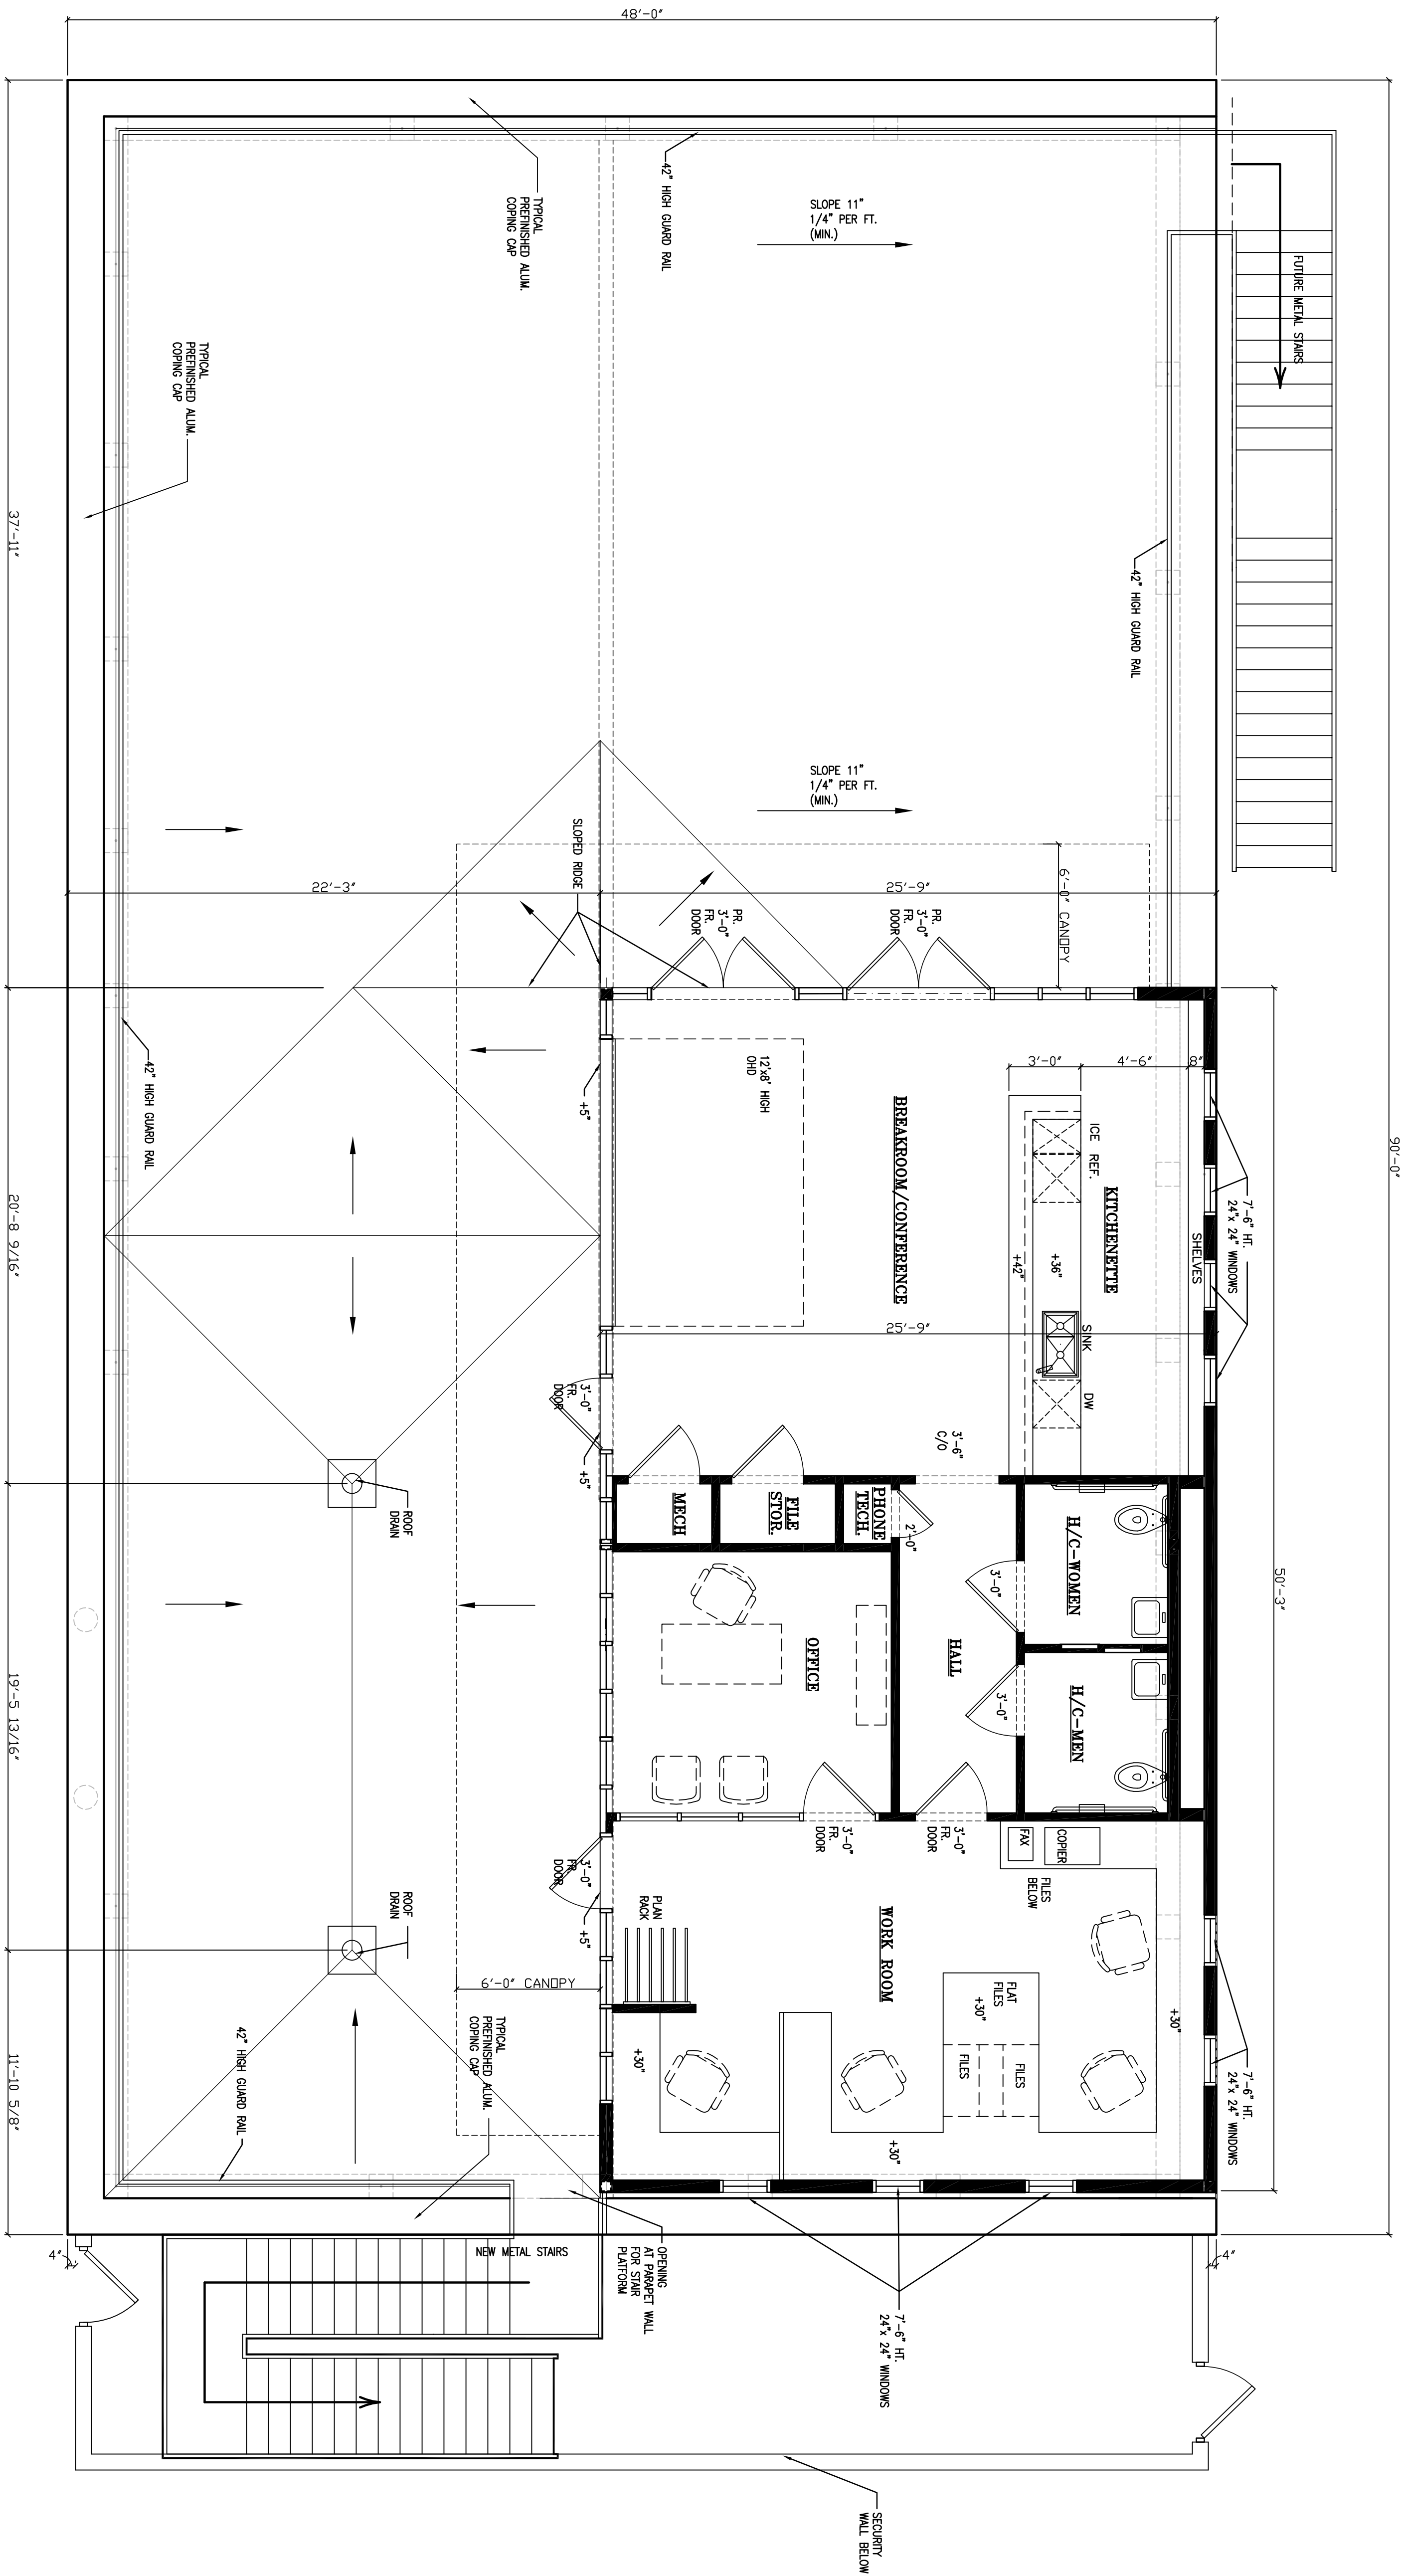 48'-0"
90'-0"
TYPICAL
PREFINISHED ALUM.
COPING CAP
42" HIGH GUARD RAIL
SLOPE 11"
1/4" PER FT.
(MIN.)
FUTURE METAL STAIRS
TYPICAL
PREFINISHED ALUM.
COPING CAP
42" HIGH GUARD RAIL
37'-11"
SLOPE 11"
1/4" PER FT.
(MIN.)
SLOPED RIDGE
22'-3"
25'-9"
6'-0" CANOPY
PR.
3'-0"
FR.
DOOR
PR.
3'-0"
FR.
DOOR
42" HIGH GUARD RAIL
+5"
12'x8' HIGH
OHD
BREAKROOM/CONFERENCE
3'-0"
4'-6"
8"
ICE
REF.
KITCHENETTE
+36"
+42"
SHELVES
7'-6" HT.
24"x 24" WINDOWS
SINK
DW
25'-9"
20'-8 9/16"
3'-0"
FR.
DOOR
+5"
3'-6"
C/O
ROOF
DRAIN
MECH
FILE
STOR.
PHONE
TECH.
2'-0"
H/C-WOMEN
3'-0"
50'-3"
OFFICE
HALL
H/C-MEN
3'-0"
19'-5 13/16"
3'-0"
FR.
DOOR
3'-0"
FR.
DOOR
3'-0"
FR.
DOOR
+5"
FAX
COPIER
FILES
BELOW
ROOF
DRAIN
PLAN
RACK
WORK ROOM
FLAT
FILES
+30"
FILES
FILES
+30"
+30"
+30"
7'-6" HT.
24"x 24" WINDOWS
6'-0" CANOPY
TYPICAL
PREFINISHED ALUM.
COPING CAP
42" HIGH GUARD RAIL
11'-10 5/8"
4"
4"
NEW METAL STAIRS
OPENING
AT PARAPET WALL
FOR STAIR
PLATFORM
7'-6" HT.
24"x 24" WINDOWS
SECURITY
WALL BELOW